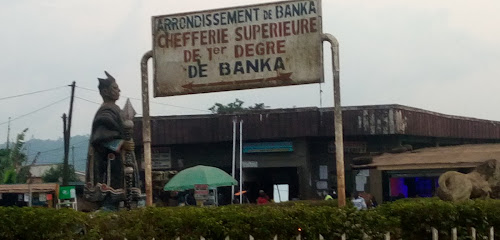 ARRONDISSEMENT DE BANKA
CHEFFERIE SUPERIEURE
DE 1er DEGRE
"DE BANKA"